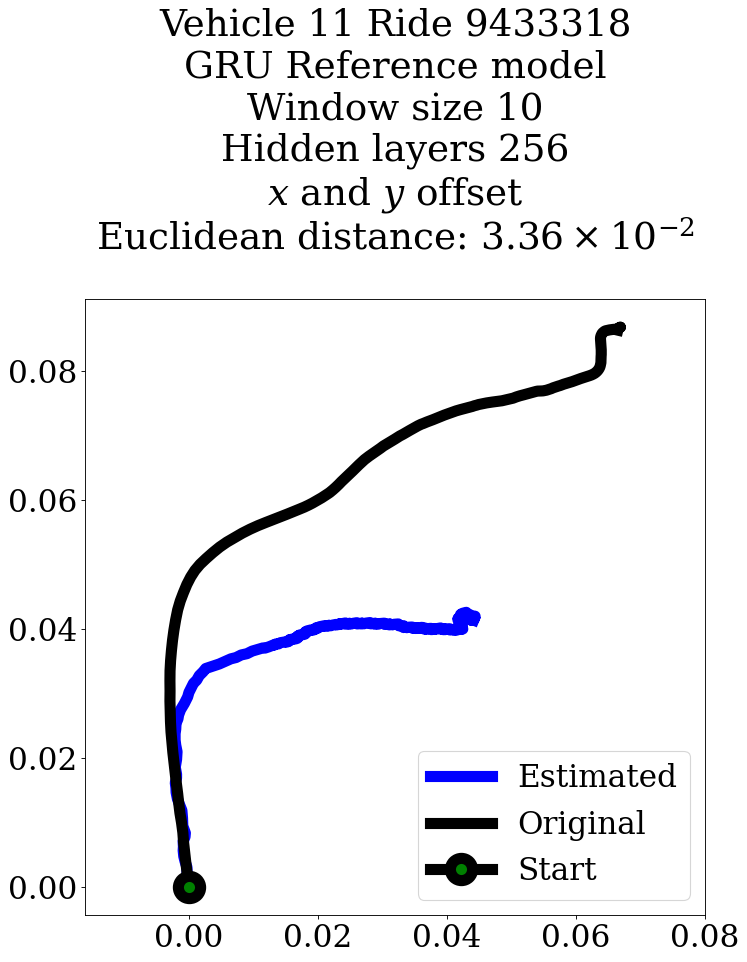 Vehicle 11 Ride 9433318
GRU Reference model
Window size 10
Hidden layers 256
x and y offset
Euclidean distance: 3.36 × 10⁻²
0.08
0.06
0.04
0.02
0.00
Estimated
Original
Start
0.00 0.02 0.04 0.06 0.08